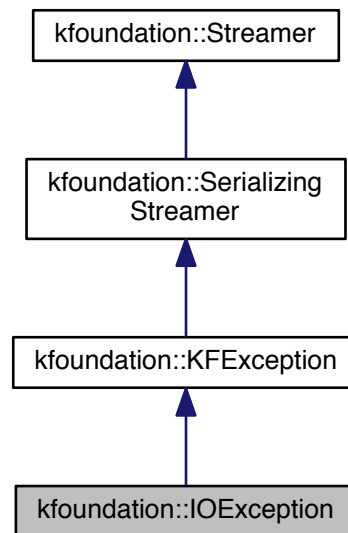 kfoundation::Streamer
kfoundation::Serializing
Streamer
kfoundation::KFException
kfoundation::IOException